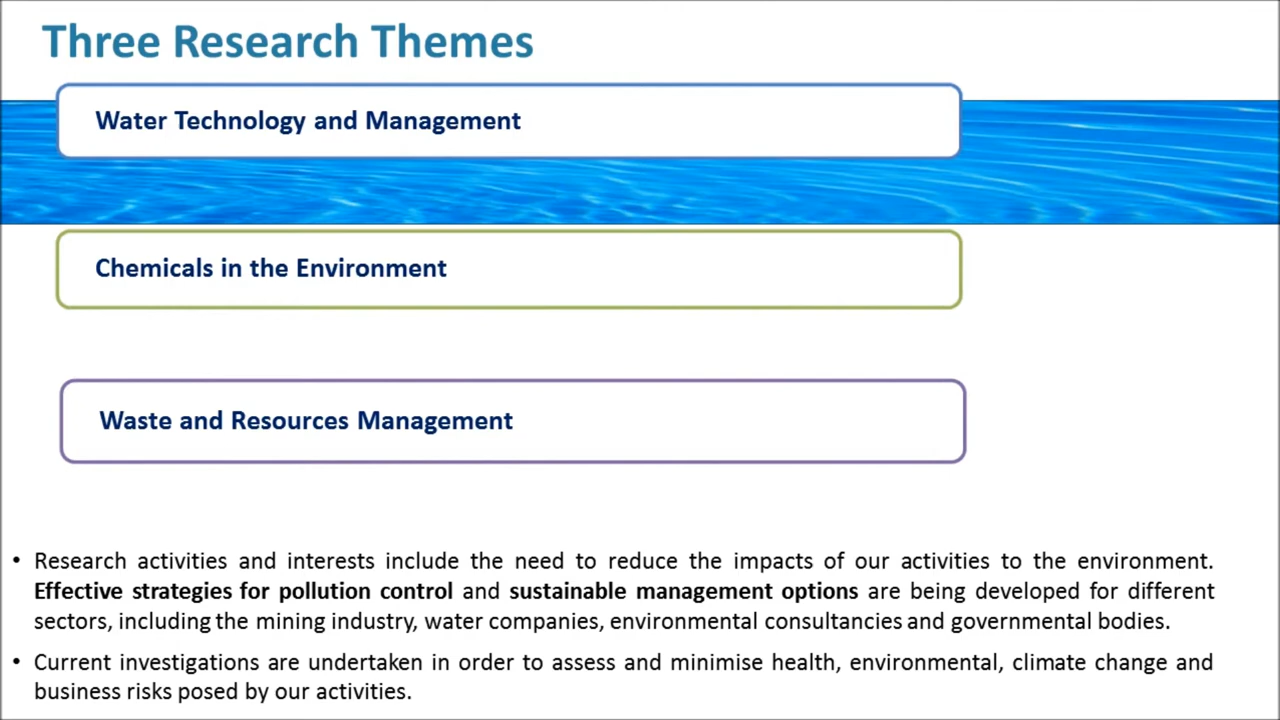 Three Research Themes
Water Technology and Management
Chemicals in the Environment
Waste and Resources Management
• Research activities and interests include the need to reduce the impacts of our activities to the environment.
Effective strategies for pollution control and sustainable management options are being developed for different
sectors, including the mining industry, water companies, environmental consultancies and governmental bodies.
• Current investigations are undertaken in order to assess and minimise health, environmental, climate change and
business risks posed by our activities.